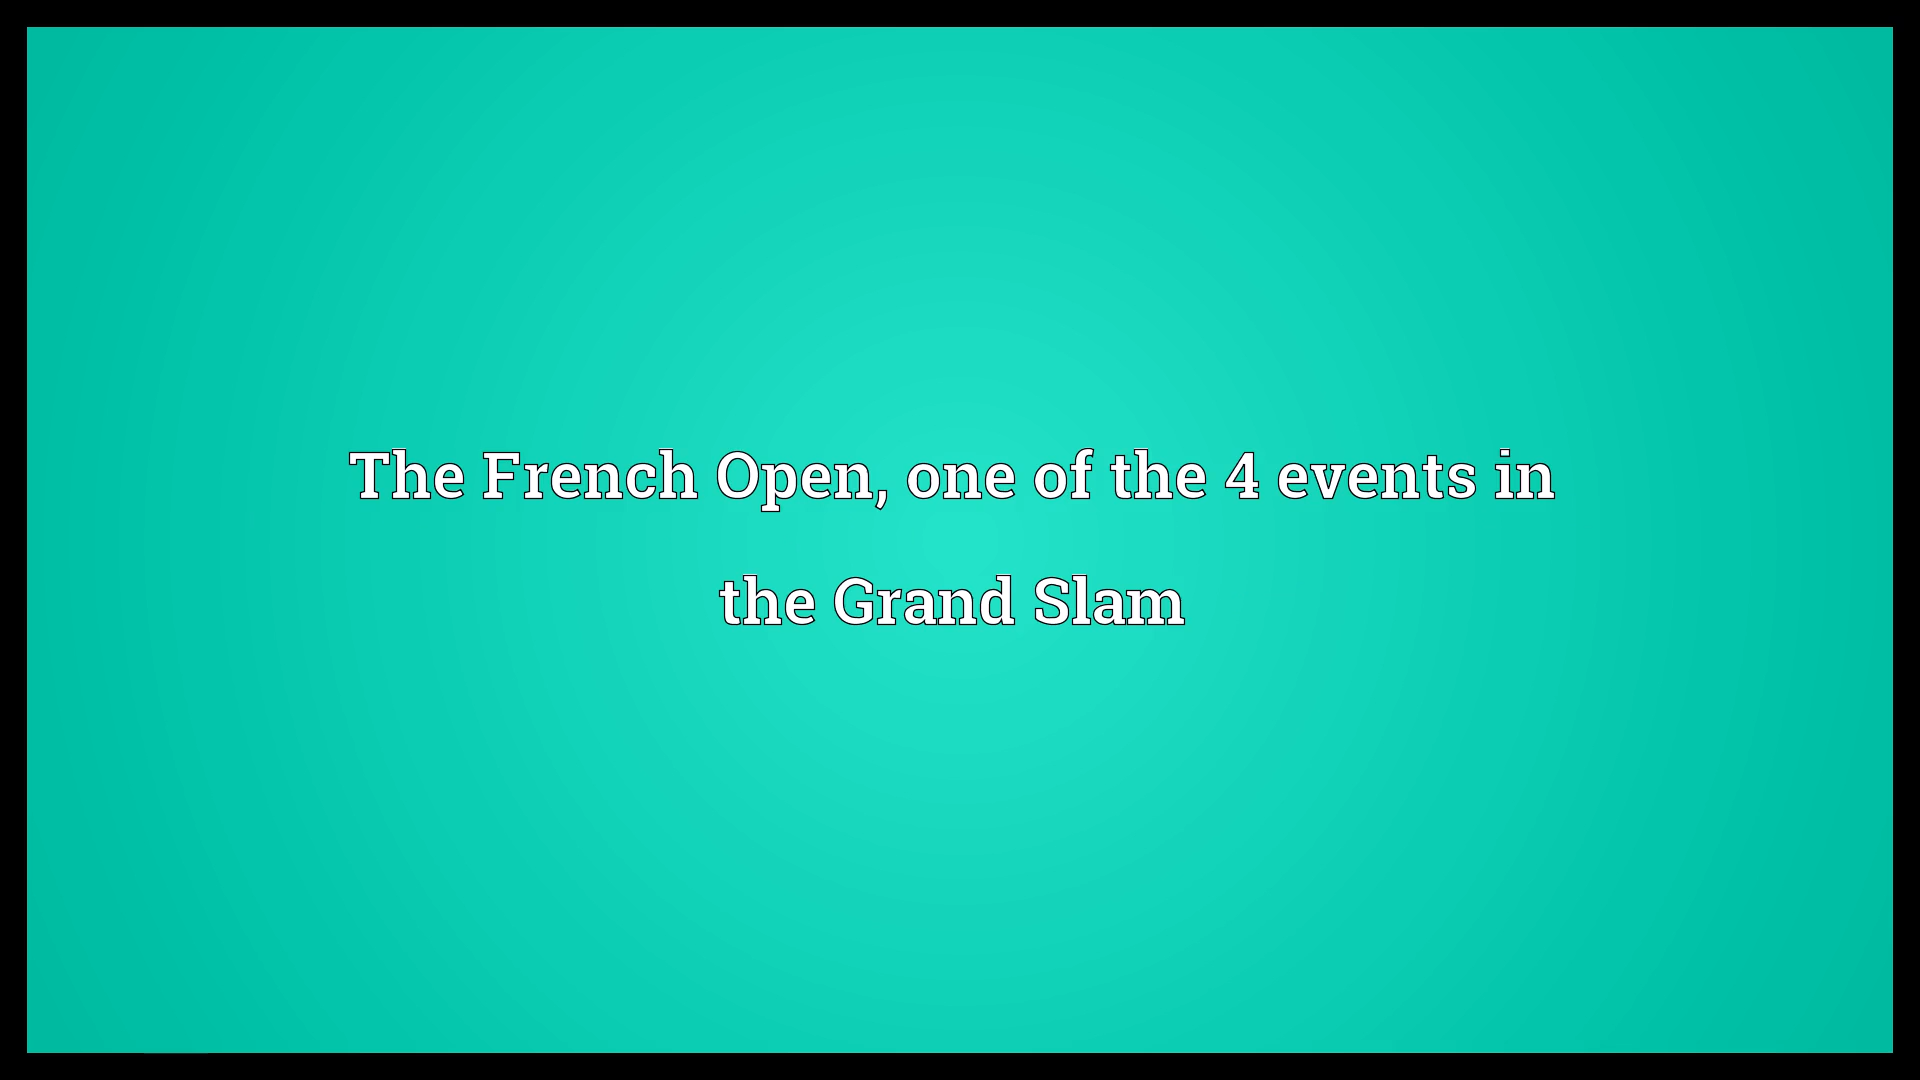 The French Open, one of the 4 events in
the Grand Slam